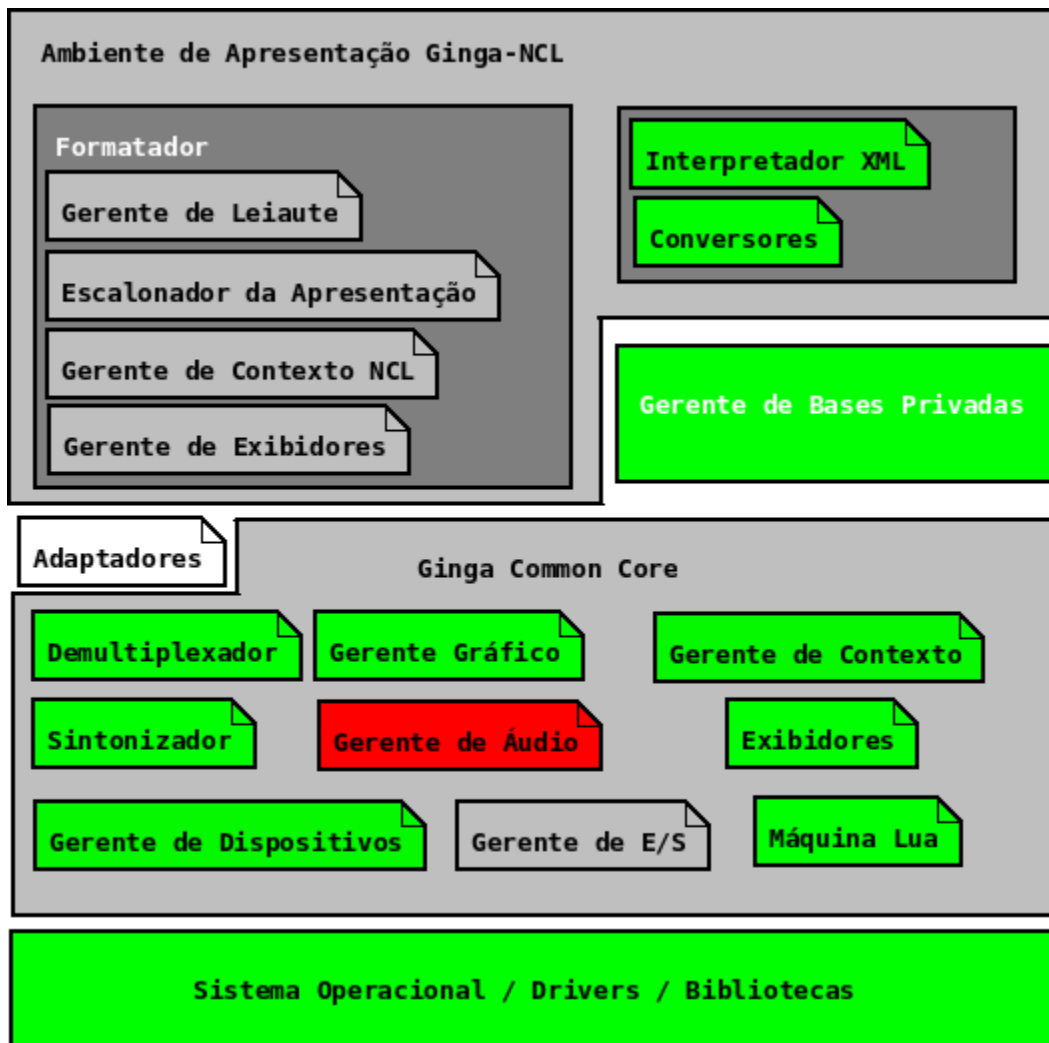 Ambiente de Apresentação Ginga-NCL
Formatador
Gerente de Leiaute
Escalonador da Apresentação
Gerente de Contexto NCL
Gerente de Exibidores
Interpretador XML
Conversores
Gerente de Bases Privadas
Adaptadores
Ginga Common Core
Demultiplexador
Gerente Gráfico
Gerente de Contexto
Sintonizador
Gerente de Áudio
Exibidores
Gerente de Dispositivos
Gerente de E/S
Máquina Lua
Sistema Operacional / Drivers / Bibliotecas